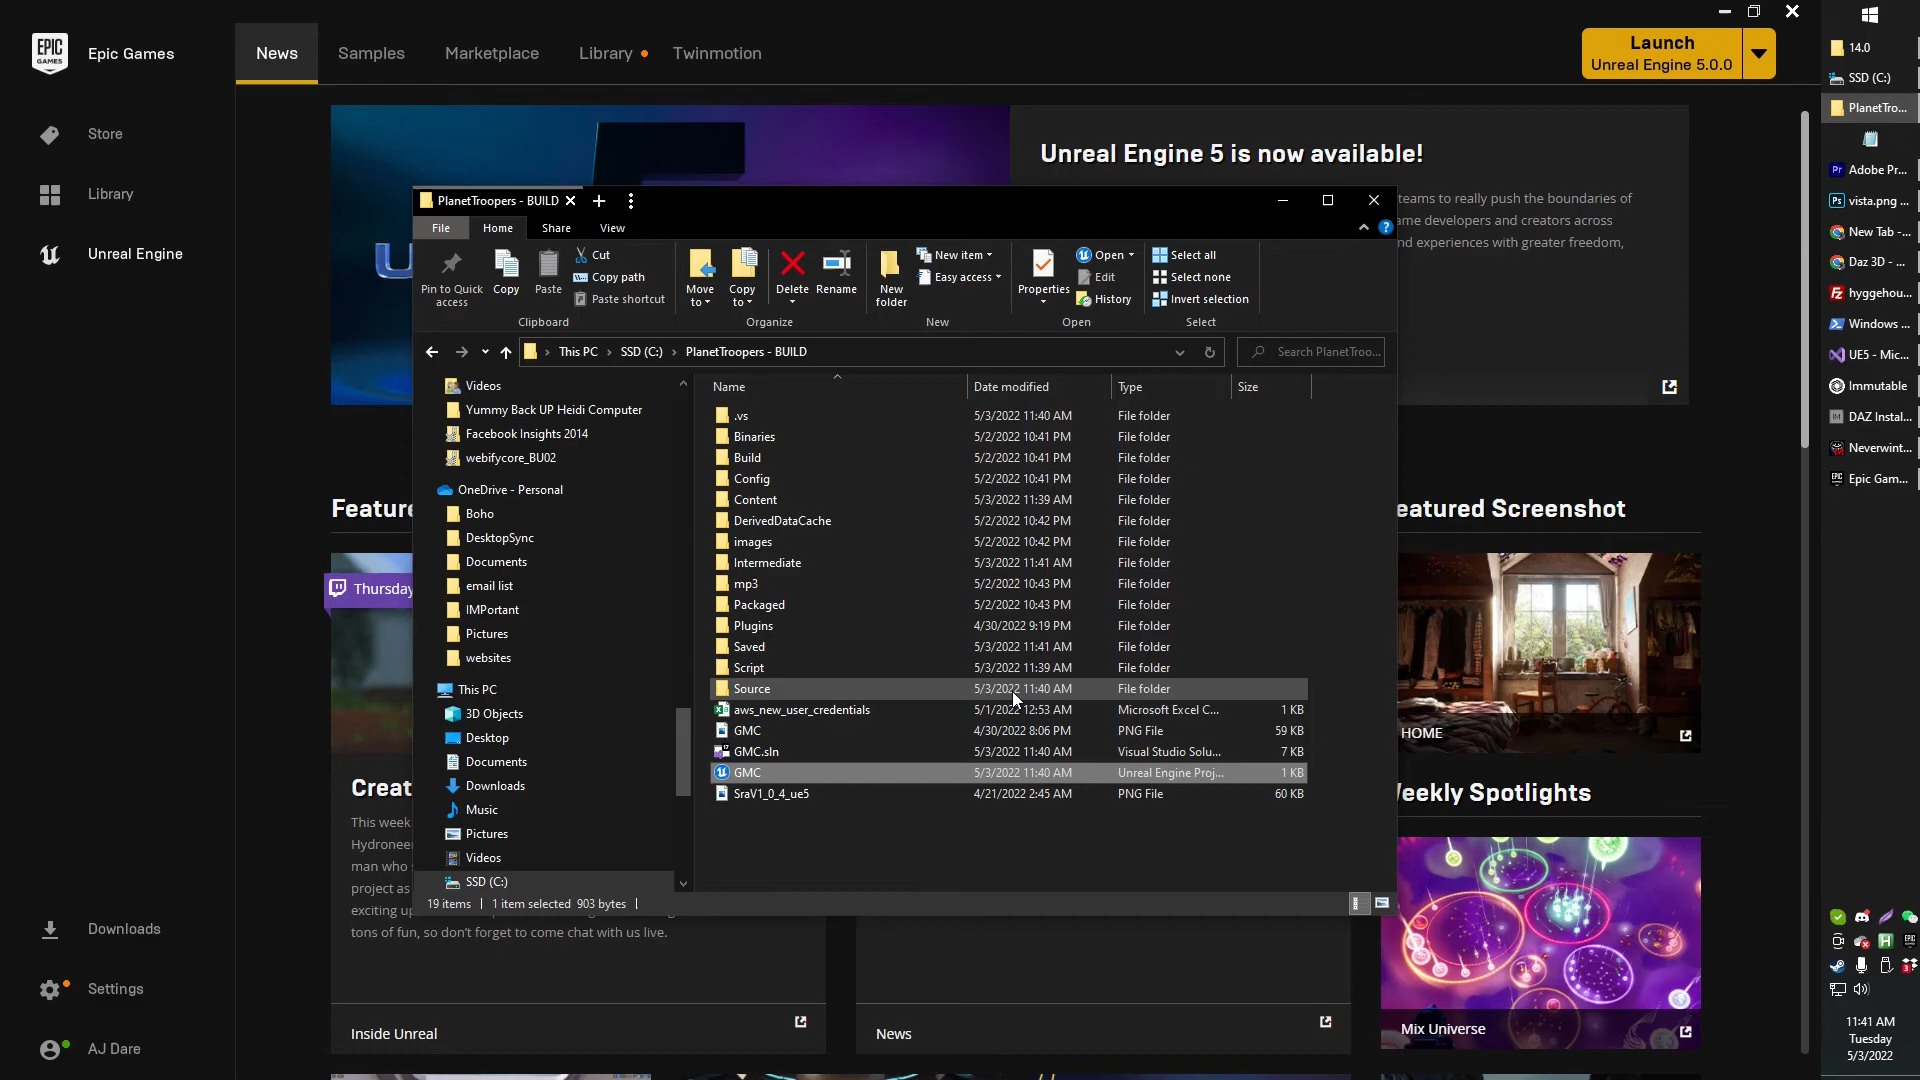 EPIC GAMES
Epic Games
News
Samples
Marketplace
Library
Twinmotion
Launch
Unreal Engine 5.0.0
Store
Library
Unreal Engine
Downloads
Settings
AJ Dare
Unreal Engine 5 is now available!
teams to really push the boundaries of
me developers and creators across
nd experiences with greater freedom,
Feature
eatured Screenshot
Thursday
HOME
Creat
This week
Hydroneer
man who
project as
exciting up
tons of fun, so don't forget to come chat with us live.
Inside Unreal
News
eekly Spotlights
Mix Universe
PlanetTroopers - BUILD
File
Home
Share
View
Pin to Quick access
Copy
Paste
Cut
Copy path
Paste shortcut
Clipboard
Move to
Copy to
Delete
Rename
Organize
New folder
New item
Easy access
New
Properties
Open
Edit
History
Open
Select all
Select none
Invert selection
Select
This PC
SSD (C:)
PlanetTroopers - BUILD
Search PlanetTroo...
Videos
Yummy Back UP Heidi Computer
Facebook Insights 2014
webifycore_BU02
OneDrive - Personal
Boho
DesktopSync
Documents
email list
IMPortant
Pictures
websites
This PC
3D Objects
Desktop
Documents
Downloads
Music
Pictures
Videos
SSD (C:)
Name Date modified Type Size
.vs 5/3/2022 11:40 AM File folder
Binaries 5/2/2022 10:41 PM File folder
Build 5/2/2022 10:41 PM File folder
Config 5/2/2022 10:41 PM File folder
Content 5/3/2022 11:39 AM File folder
DerivedDataCache 5/2/2022 10:42 PM File folder
images 5/2/2022 10:42 PM File folder
Intermediate 5/3/2022 11:41 AM File folder
mp3 5/2/2022 10:43 PM File folder
Packaged 5/2/2022 10:43 PM File folder
Plugins 4/30/2022 9:19 PM File folder
Saved 5/3/2022 11:41 AM File folder
Script 5/3/2022 11:39 AM File folder
Source 5/3/2022 11:40 AM File folder
aws_new_user_credentials 5/1/2022 12:53 AM Microsoft Excel C... 1 KB
GMC 4/30/2022 8:06 PM PNG File 59 KB
GMC.sln 5/3/2022 11:40 AM Visual Studio Solu... 7 KB
GMC 5/3/2022 11:40 AM Unreal Engine Proj... 1 KB
SraV1_0_4_ue5 4/21/2022 2:45 AM PNG File 60 KB
19 items 1 item selected 903 bytes
14.0
SSD (C:)
PlanetTro...
Adobe Pr...
vista.png ...
New Tab -...
Daz 3D - ...
hyggehou...
Windows ...
UE5 - Mic...
Immutable
DAZ Instal...
Neverwint...
Epic Gam...
11:41 AM
Tuesday
5/3/2022